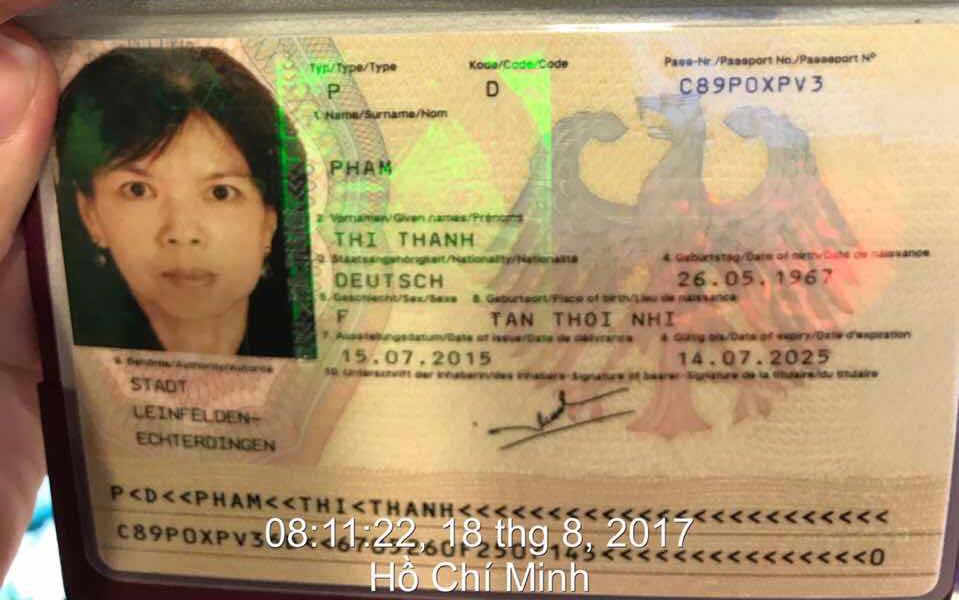 Typ/Type/Type Kode/Code/Code Pass-Nr./Passport No./Passeport Nº
P D C89P0XPV3
1. Name/Surname/Nom
PHAM
2. Vornamen/Given names/Prénoms
THI THANH
3. Staatsangehörigkeit/Nationality/Nationalité 4. Geburtstag/Date of birth/Date de naissance
DEUTSCH 26.05.1967
5. Geschlecht/Sex/Sexe 6. Geburtsort/Place of birth/Lieu de naissance
F TAN THOI NHI
7. Ausstellungsdatum/Date of issue/Date de délivrance 8. Gültig bis/Date of expiry/Date d'expiration
15.07.2015 14.07.2025
9. Behörde/Authority/Autorité 10. Unterschrift der Inhaberin/des Inhabers-Signature of bearer-Signature de la titulaire/du titulaire
STADT
LEINFELDEN-
ECHTERDINGEN
P<D<<PHAM<<THI<THANH<<<<<<<<<<<<<<<<<<<<<<<<
C89P0XPV3 <<<<<<<<<<<<<<<0
08:11:22, 18 thg 8, 2017
Hồ Chí Minh